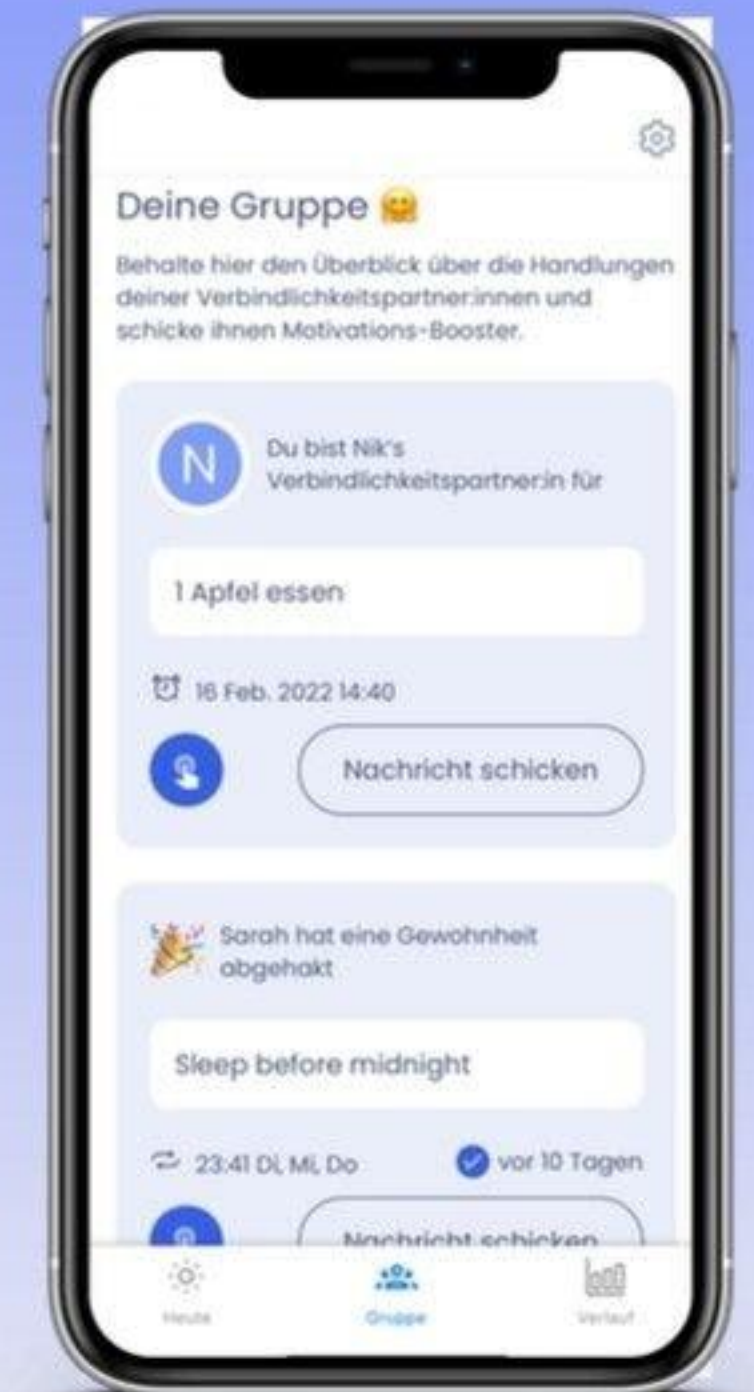 Deine Gruppe 🤗
Behalte hier den Überblick über die Handlungen
deiner Verbindlichkeitspartner:innen und
schicke ihnen Motivations-Booster.
N
Du bist Nik's
Verbindlichkeitspartner:in für
1 Apfel essen
16 Feb. 2022 14:40
Nachricht schicken
Sarah hat eine Gewohnheit
abgehakt
Sleep before midnight
23:41 Di, Mi, Do
vor 10 Tagen
Nachricht schicken
Heute
Gruppe
Verlauf